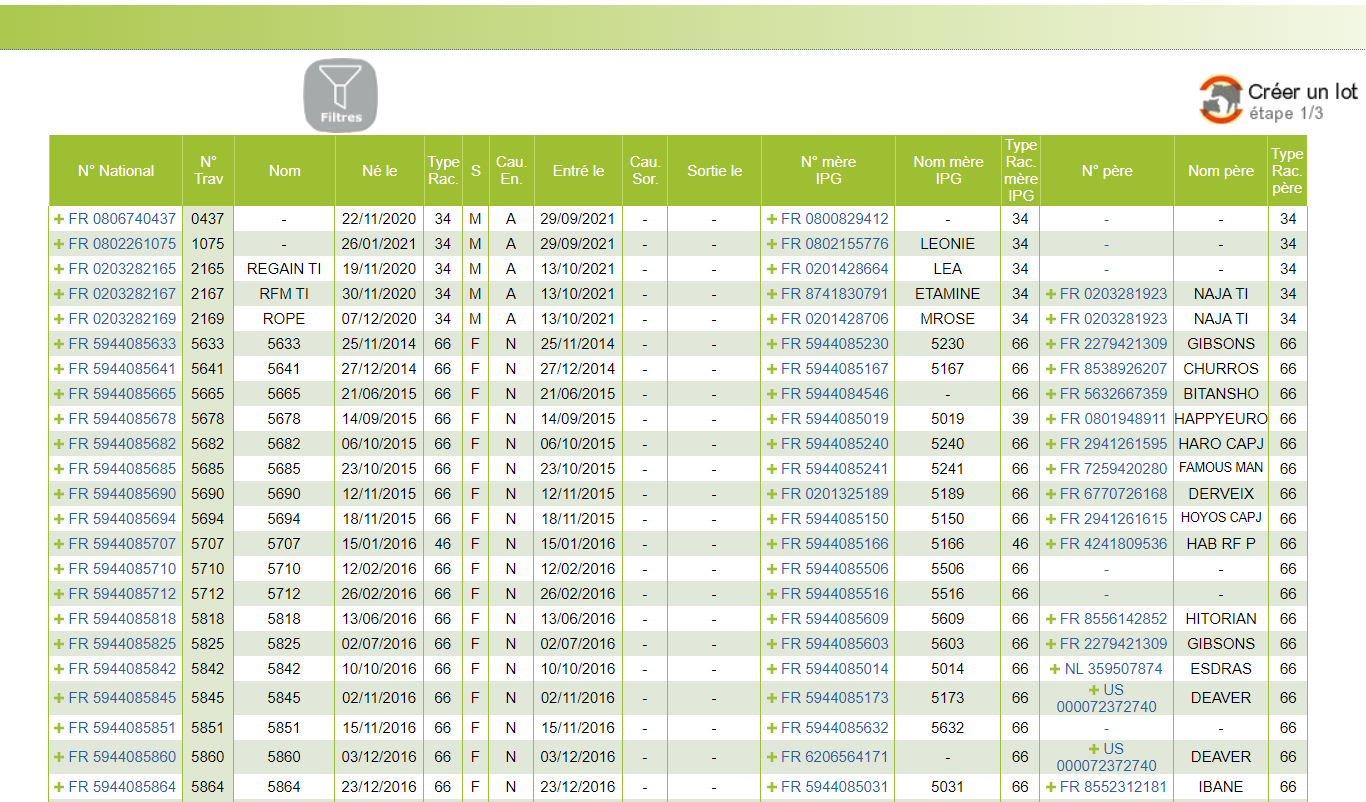 Filtres
Créer un lot
étape 1/3
N° National N° Trav Nom Né le Type Rac. S Cau. En. Entré le Cau. Sor. Sortie le N° mère IPG Nom mère IPG Type Rac. mère IPG N° père Nom père Type Rac. père
FR 0806740437 0437 - 22/11/2020 34 M A 29/09/2021 - - FR 0800829412 - 34 - - 34
FR 0802261075 1075 - 26/01/2021 34 M A 29/09/2021 - - FR 0802155776 LEONIE 34 - - 34
FR 0203282165 2165 REGAIN TI 19/11/2020 34 M A 13/10/2021 - - FR 0201428664 LEA 34 - - 34
FR 0203282167 2167 RFM TI 30/11/2020 34 M A 13/10/2021 - - FR 8741830791 ETAMINE 34 FR 0203281923 NAJA TI 34
FR 0203282169 2169 ROPE 07/12/2020 34 M A 13/10/2021 - - FR 0201428706 MROSE 34 FR 0203281923 NAJA TI 34
FR 5944085633 5633 5633 25/11/2014 66 F N 25/11/2014 - - FR 5944085230 5230 66 FR 2279421309 GIBSONS 66
FR 5944085641 5641 5641 27/12/2014 66 F N 27/12/2014 - - FR 5944085167 5167 66 FR 8538926207 CHURROS 66
FR 5944085665 5665 5665 21/06/2015 66 F N 21/06/2015 - - FR 5944084546 - 66 FR 5632667359 BITANSHO 66
FR 5944085678 5678 5678 14/09/2015 66 F N 14/09/2015 - - FR 5944085019 5019 39 FR 0801948911 HAPPYEURO 66
FR 5944085682 5682 5682 06/10/2015 66 F N 06/10/2015 - - FR 5944085240 5240 66 FR 2941261595 HARO CAPJ 66
FR 5944085685 5685 5685 23/10/2015 66 F N 23/10/2015 - - FR 5944085241 5241 66 FR 7259420280 FAMOUS MAN 66
FR 5944085690 5690 5690 12/11/2015 66 F N 12/11/2015 - - FR 0201325189 5189 66 FR 6770726168 DERVEIX 66
FR 5944085694 5694 5694 18/11/2015 66 F N 18/11/2015 - - FR 5944085150 5150 66 FR 2941261615 HOYOS CAPJ 66
FR 5944085707 5707 5707 15/01/2016 46 F N 15/01/2016 - - FR 5944085166 5166 46 FR 4241809536 HAB RF P 66
FR 5944085710 5710 5710 12/02/2016 66 F N 12/02/2016 - - FR 5944085506 5506 66 - - 66
FR 5944085712 5712 5712 26/02/2016 66 F N 26/02/2016 - - FR 5944085516 5516 66 - - 66
FR 5944085818 5818 5818 13/06/2016 66 F N 13/06/2016 - - FR 5944085609 5609 66 FR 8556142852 HITORIAN 66
FR 5944085825 5825 5825 02/07/2016 66 F N 02/07/2016 - - FR 5944085603 5603 66 FR 2279421309 GIBSONS 66
FR 5944085842 5842 5842 10/10/2016 66 F N 10/10/2016 - - FR 5944085014 5014 66 NL 359507874 ESDRAS 66
FR 5944085845 5845 5845 02/11/2016 66 F N 02/11/2016 - - FR 5944085173 5173 66 US 000072372740 DEAVER 66
FR 5944085851 5851 5851 15/11/2016 66 F N 15/11/2016 - - FR 5944085632 5632 66 - - 66
FR 5944085860 5860 5860 03/12/2016 66 F N 03/12/2016 - - FR 6206564171 - 66 US 000072372740 DEAVER 66
FR 5944085864 5864 5864 23/12/2016 66 F N 23/12/2016 - - FR 5944085031 5031 66 FR 8552312181 IBANE 66